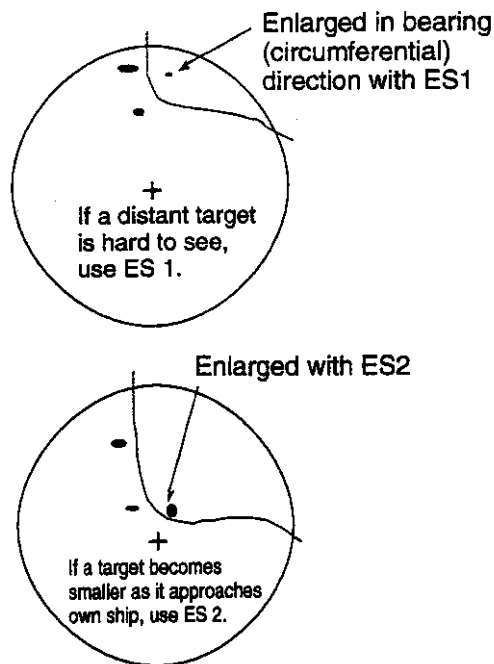 Enlarged in bearing
(circumferential)
direction with ES1
If a distant target
is hard to see,
use ES 1.
Enlarged with ES2
If a target becomes
smaller as it approaches
own ship, use ES 2.